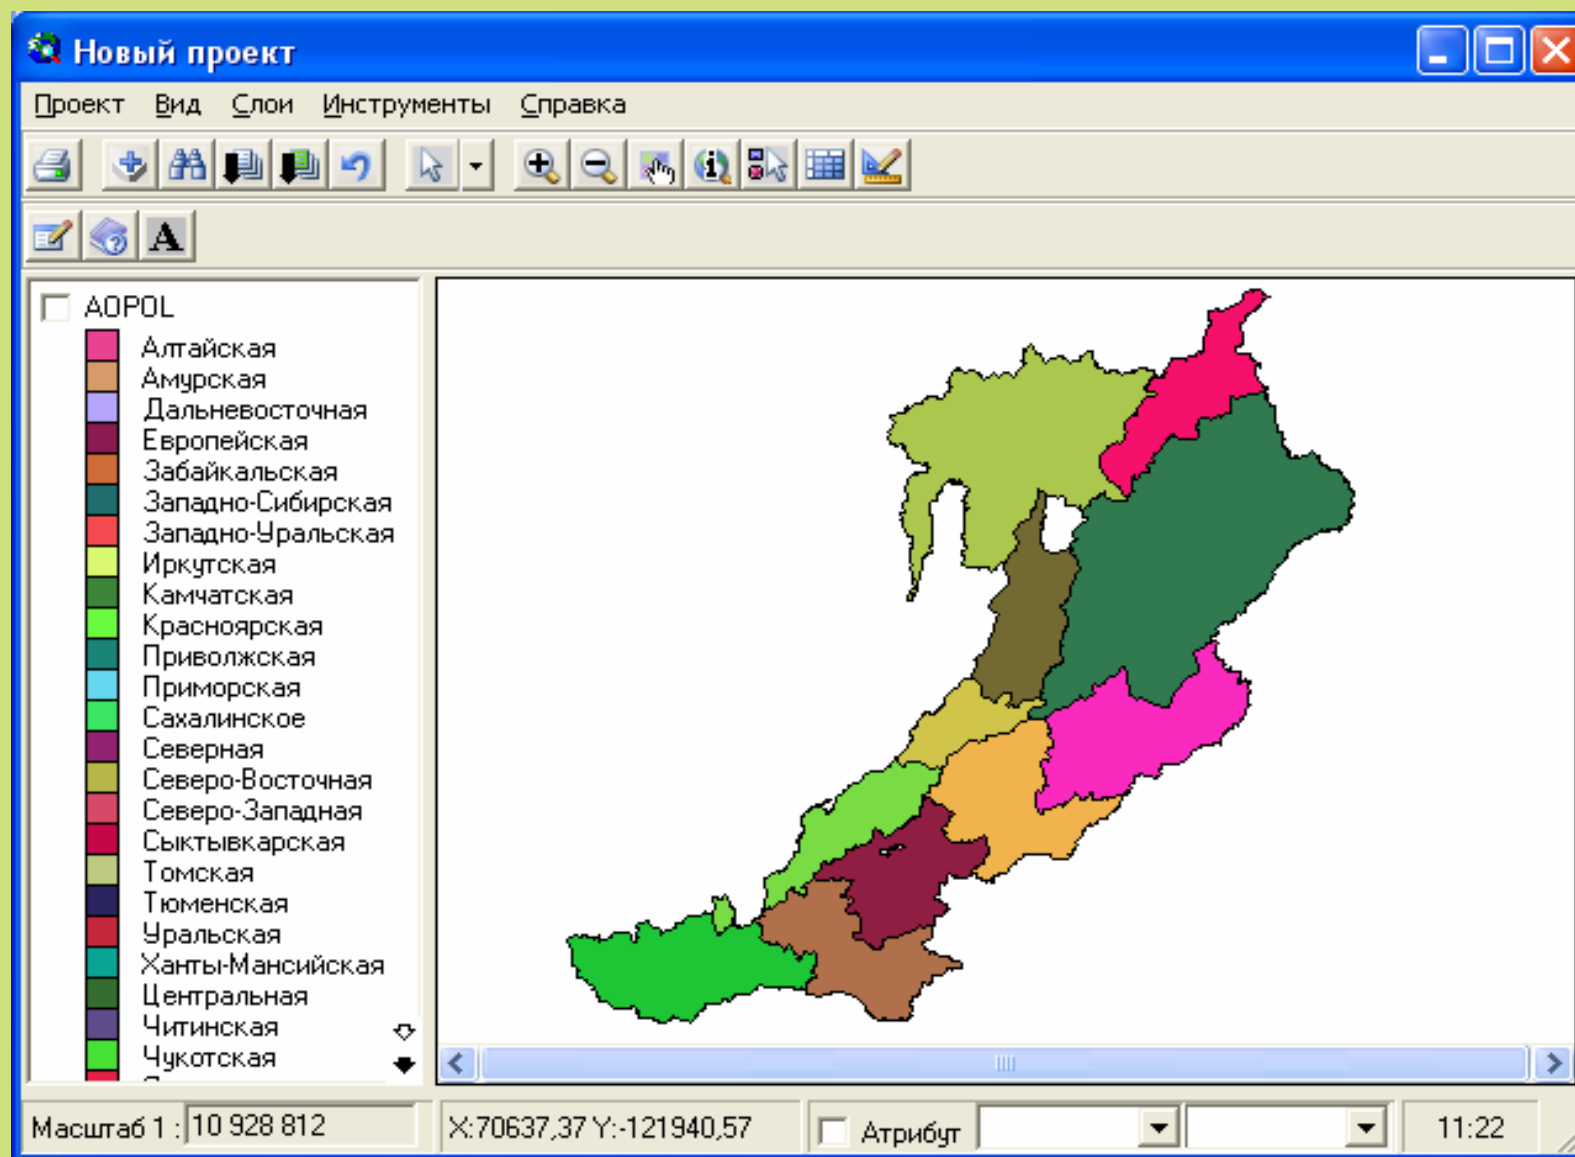 Новый проект
Проект Вид Слои Инструменты Справка
A
AOPOL
Алтайская
Амурская
Дальневосточная
Европейская
Забайкальская
Западно-Сибирская
Западно-Уральская
Иркутская
Камчатская
Красноярская
Приволжская
Приморская
Сахалинское
Северная
Северо-Восточная
Северо-Западная
Сыктывкарская
Томская
Тюменская
Уральская
Ханты-Мансийская
Центральная
Читинская
Чукотская
Масштаб 1 : 10 928 812 X:70637,37 Y:-121940,57 Атрибут 11:22